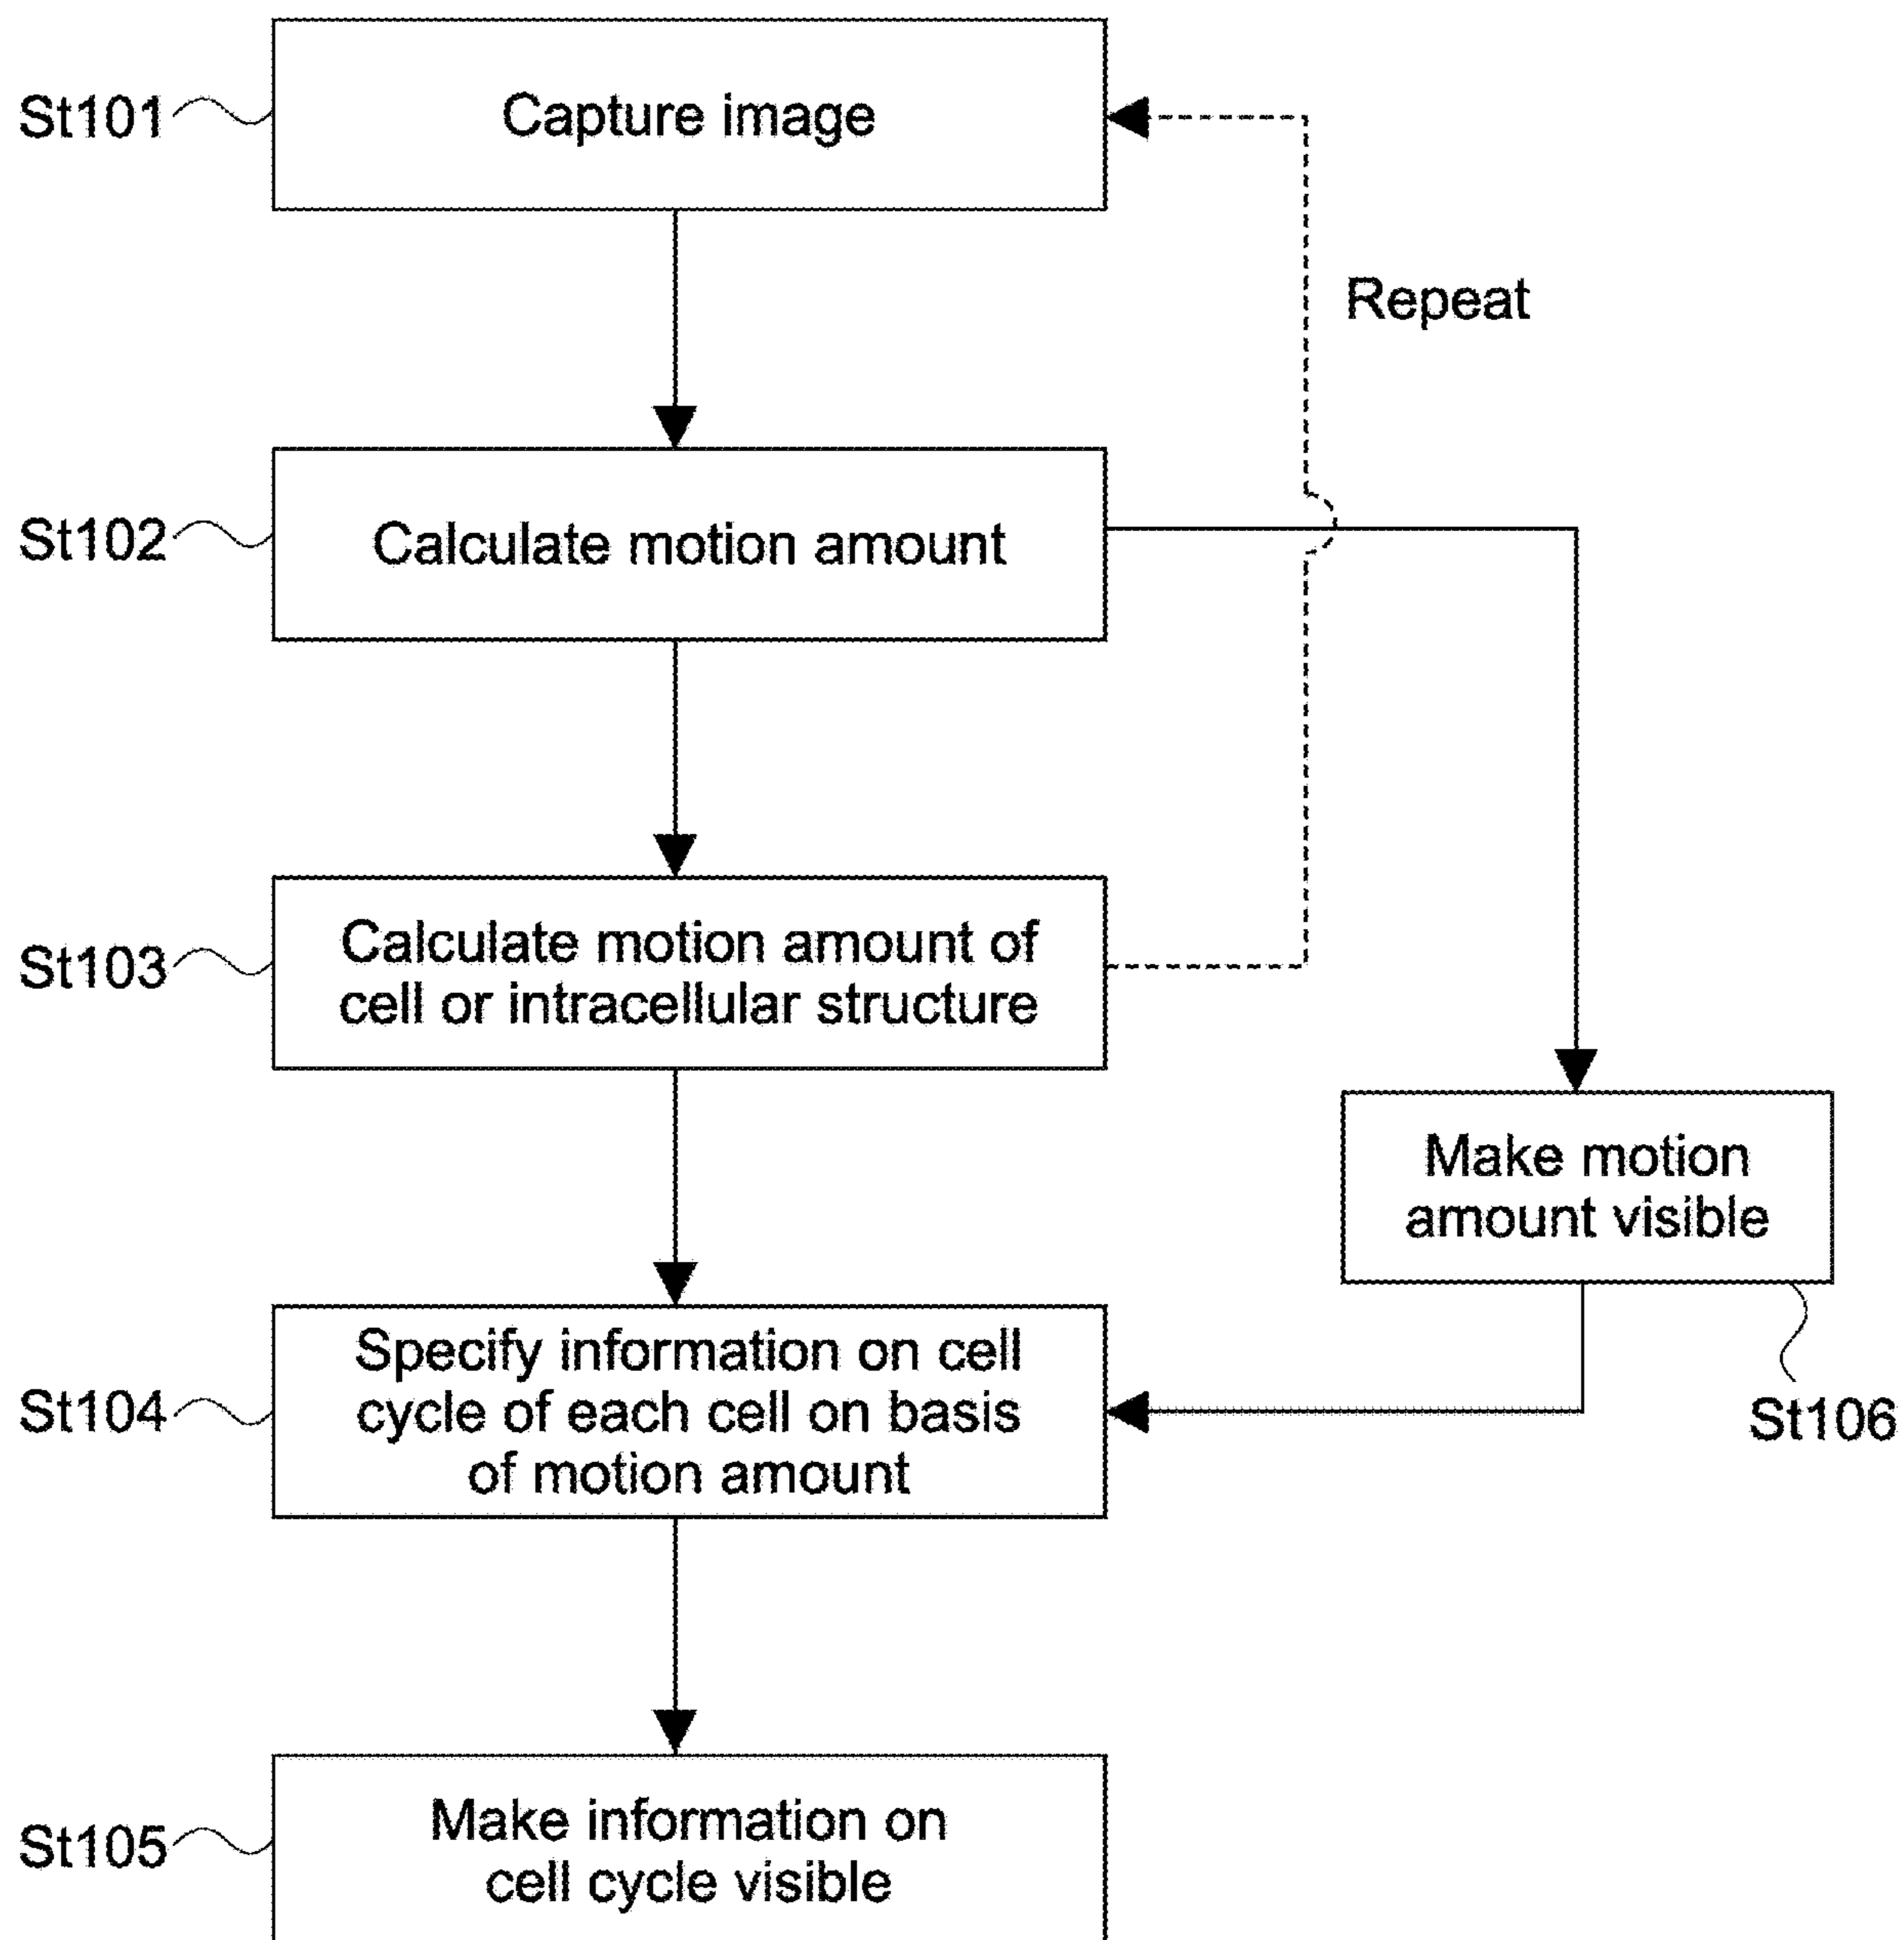 St101
Capture image
Repeat
St102
Calculate motion amount
St103
Calculate motion amount of
cell or intracellular structure
Make motion
amount visible
St106
St104
Specify information on cell
cycle of each cell on basis
of motion amount
St105
Make information on
cell cycle visible